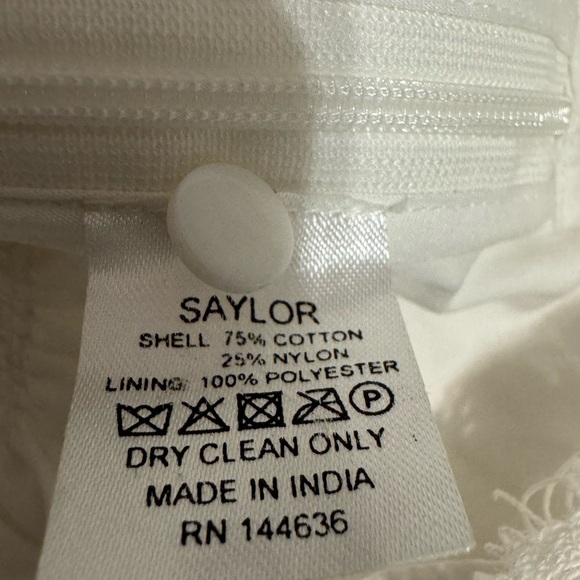 SAYLOR
SHELL 75% COTTON
25% NYLON
LINING: 100% POLYESTER
P
DRY CLEAN ONLY
MADE IN INDIA
RN 144636